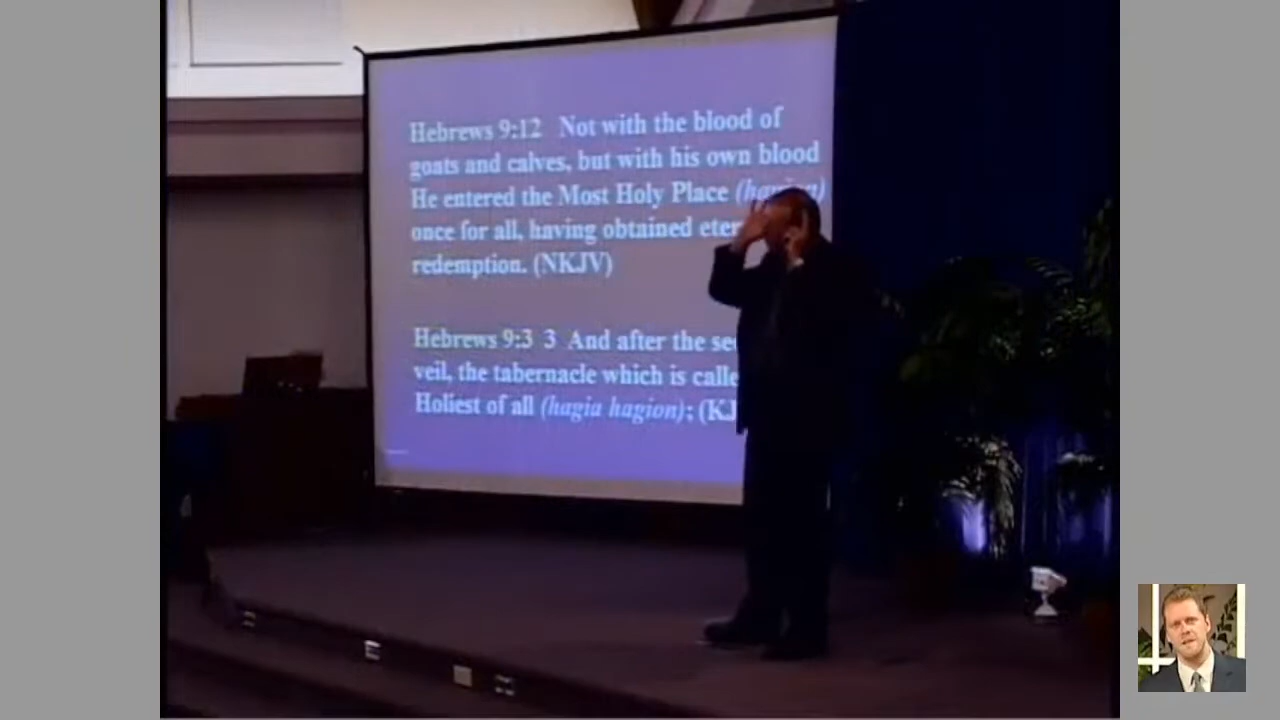 Hebrews 9:12 Not with the blood of
goats and calves, but with his own blood
He entered the Most Holy Place
once for all, having obtained
redemption. (NKJV)
Hebrews 9:3 3 And after the
veil, the tabernacle which is
Holiest of all (hagia hagion); (KJ